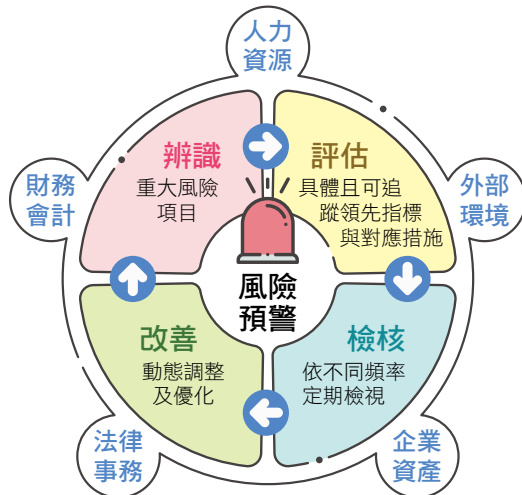 人力
資源
辨識
重大風險
項目
評估
具體且可追
蹤領先指標
與對應措施
財務
會計
外部
環境
風險
預警
改善
動態調整
及優化
檢核
依不同頻率
定期檢視
法律
事務
企業
資產